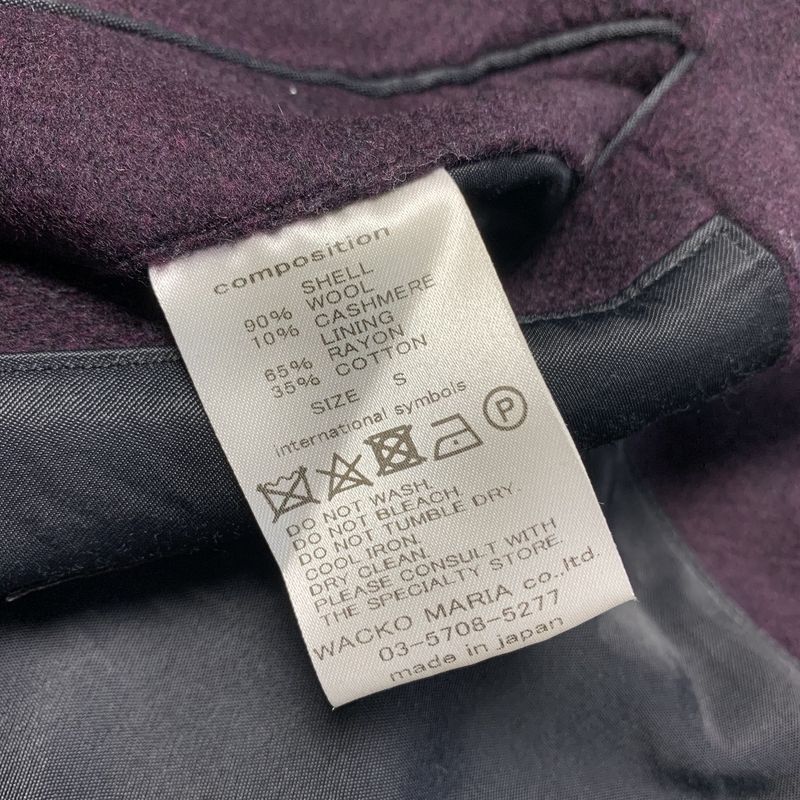 composition
SHELL
90% WOOL
10% CASHMERE
LINING
65% RAYON
35% COTTON
SIZE S
international symbols
P
DO NOT WASH.
DO NOT BLEACH.
DO NOT TUMBLE DRY.
COOL IRON.
DRY CLEAN.
PLEASE CONSULT WITH
THE SPECIALTY STORE.
WACKO MARIA co.,ltd.
03-5708-5277
made in japan